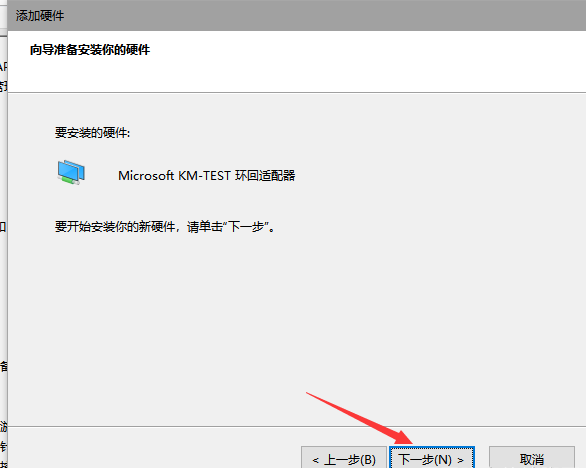 添加硬件
向导准备安装你的硬件
要安装的硬件:
Microsoft KM-TEST 环回适配器
要开始安装你的新硬件，请单击“下一步”。
< 上一步(B)
下一步(N) >
取消